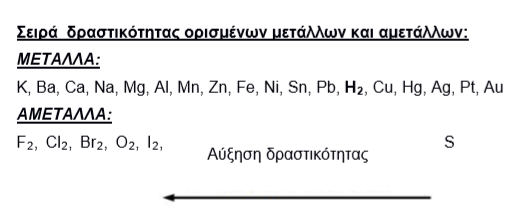 Σειρά δραστικότητας ορισμένων μετάλλων και αμετάλλων:
ΜΕΤΑΛΛΑ:
K, Ba, Ca, Na, Mg, Al, Mn, Zn, Fe, Ni, Sn, Pb, H₂, Cu, Hg, Ag, Pt, Au
ΑΜΕΤΑΛΛΑ:
F₂, Cl₂, Br₂, O₂, I₂, S
Αύξηση δραστικότητας